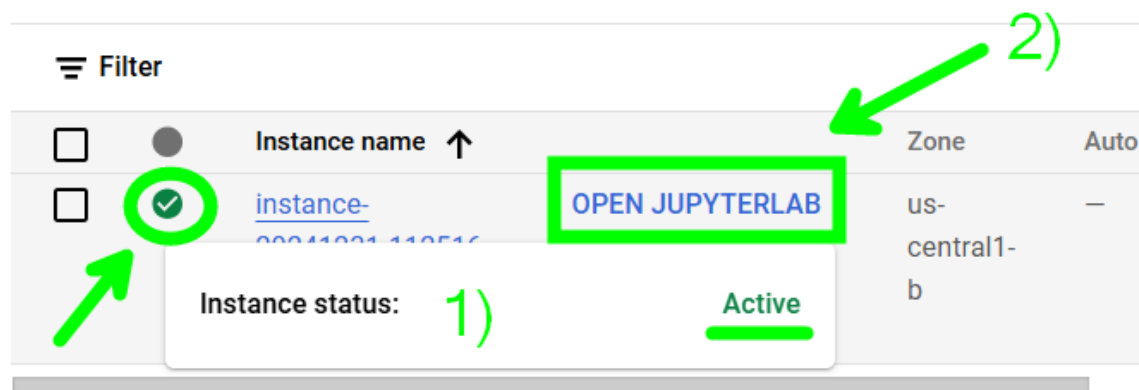 2)
Filter
Instance name
Zone
Auto
instance-
OPEN JUPYTERLAB
us-
central1-
b
—
Instance status:
1)
Active